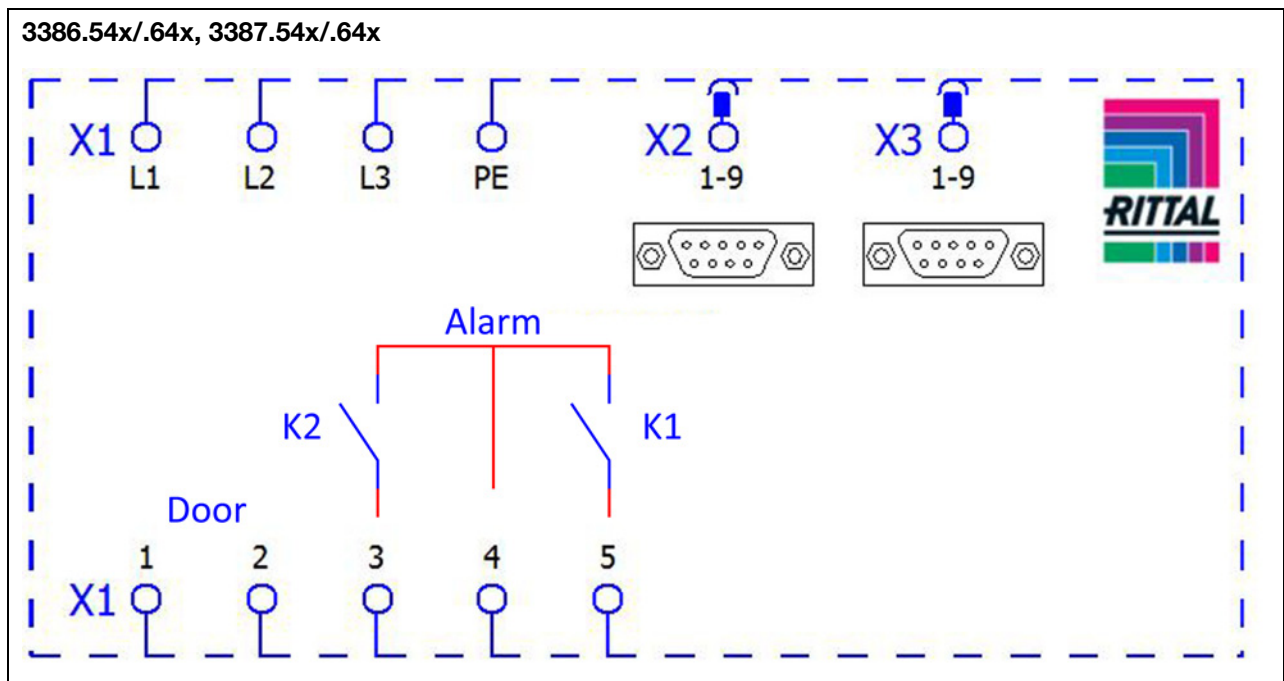 3386.54x/.64x, 3387.54x/.64x
X1 X2 X3
L1 L2 L3 PE 1-9 1-9
RITTAL
Alarm
K2 K1
Door
1 2 3 4 5
X1